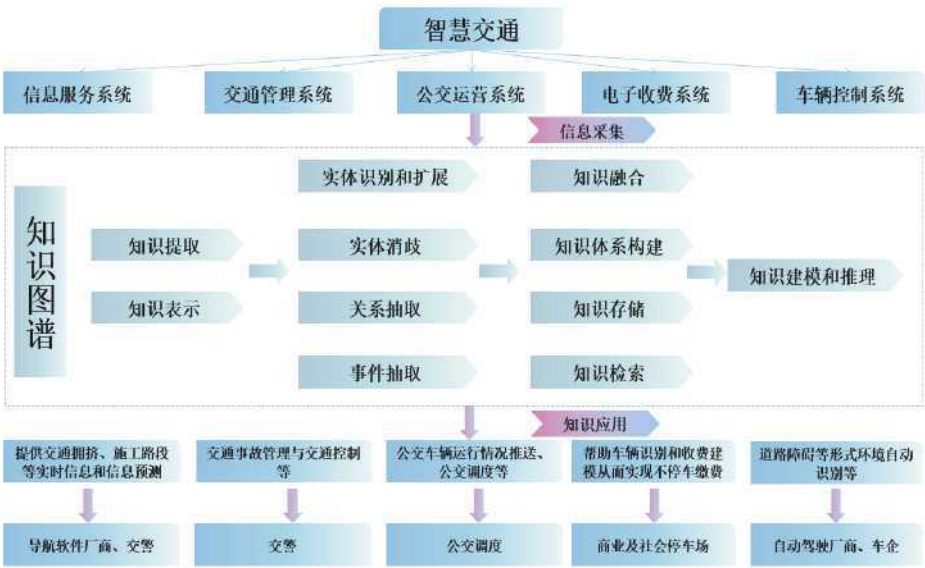 智慧交通
信息服务系统
交通管理系统
公交运营系统
电子收费系统
车辆控制系统
信息采集
知识图谱
知识提取
知识表示
实体识别和扩展
实体消歧
关系抽取
事件抽取
知识融合
知识体系构建
知识存储
知识检索
知识建模和推理
知识应用
提供交通拥挤、施工路段
等实时信息和信息预测
交通事故管理与交通控制
等
公交车辆运行情况推送、
公交调度等
帮助车辆识别和收费建
模从而实现不停车缴费
道路障碍等形式环境自动
识别等
导航软件厂商、交警
交警
公交调度
商业及社会停车场
自动驾驶厂商、车企